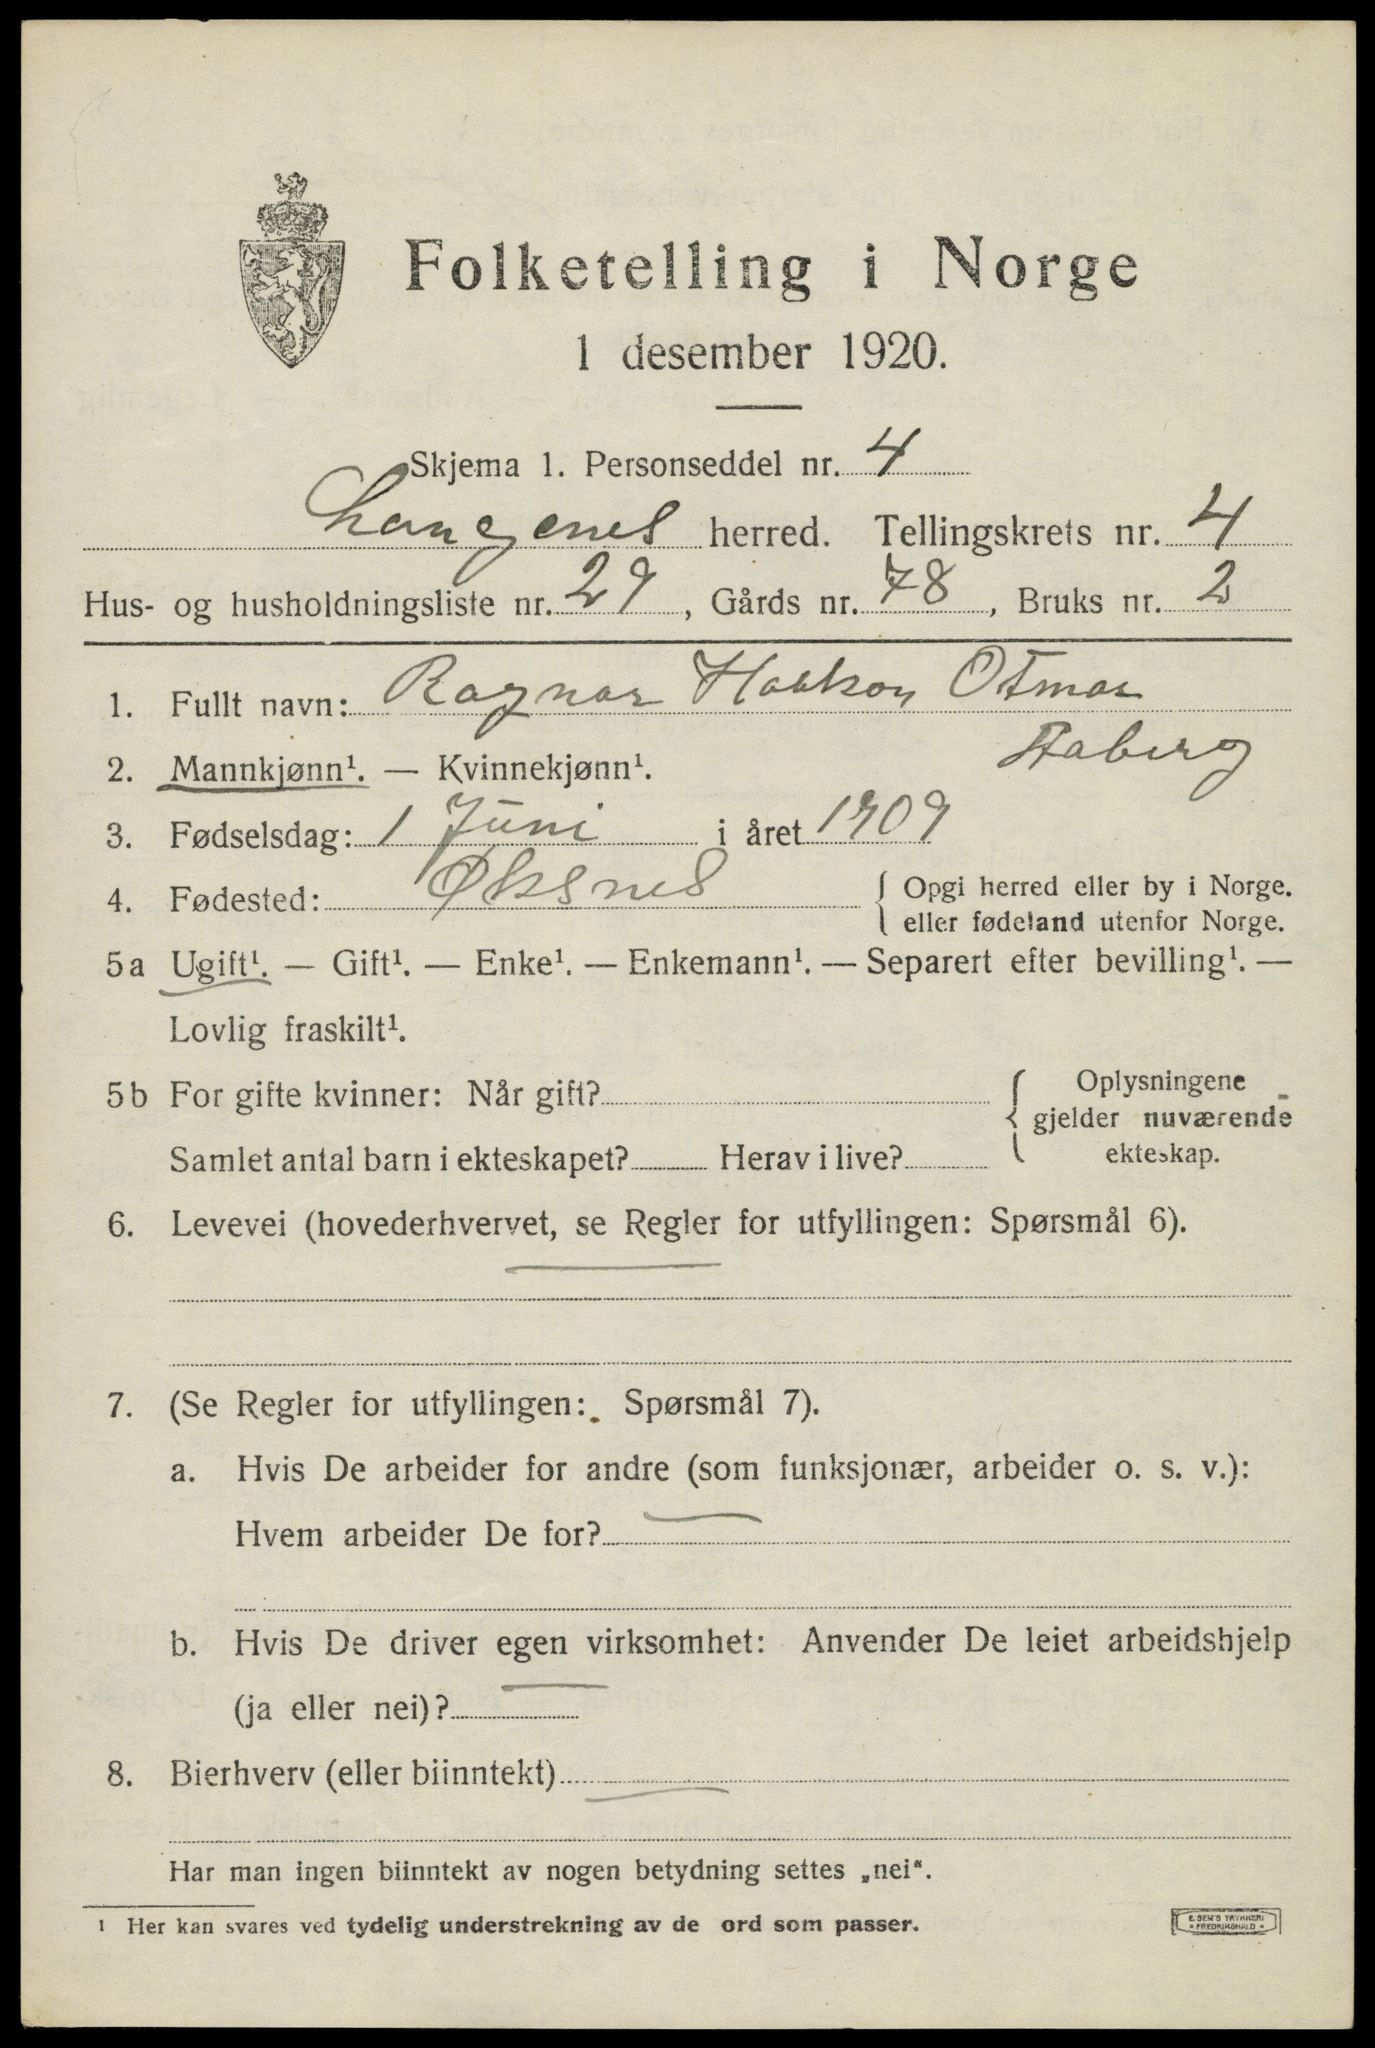 Folketelling i Norge
1 desember 1920.
Skjema 1. Personseddel nr. 4
Langenes herred. Tellingskrets nr. 4
Hus- og husholdningsliste nr. 29, Gårds nr. 78, Bruks nr. 2
1. Fullt navn: Ragnar Haakon Otmar
Aaberg
2. Mannkjønn¹. — Kvinnekjønn¹.
3. Fødselsdag: 1 Juni i året 1909
4. Fødested: Øksnes { Opgi herred eller by i Norge.
eller fødeland utenfor Norge.
5a Ugift¹. — Gift¹. — Enke¹. — Enkemann¹. — Separert efter bevilling¹. —
Lovlig fraskilt¹.
5b For gifte kvinner: Når gift? { Oplysningene
gjelder nuværende
Samlet antal barn i ekteskapet? Herav i live? ekteskap.
6. Levevei (hovederhvervet, se Regler for utfyllingen: Spørsmål 6).
—
7. (Se Regler for utfyllingen: Spørsmål 7).
a. Hvis De arbeider for andre (som funksjonær, arbeider o. s. v.):
Hvem arbeider De for? —
b. Hvis De driver egen virksomhet: Anvender De leiet arbeidshjelp
(ja eller nei)? —
8. Bierhverv (eller biinntekt) —
Har man ingen biinntekt av nogen betydning settes „nei“.
¹ Her kan svares ved tydelig understrekning av de ord som passer.
E. SEM'S TRYKKERI
• FREDRIKSHALD •